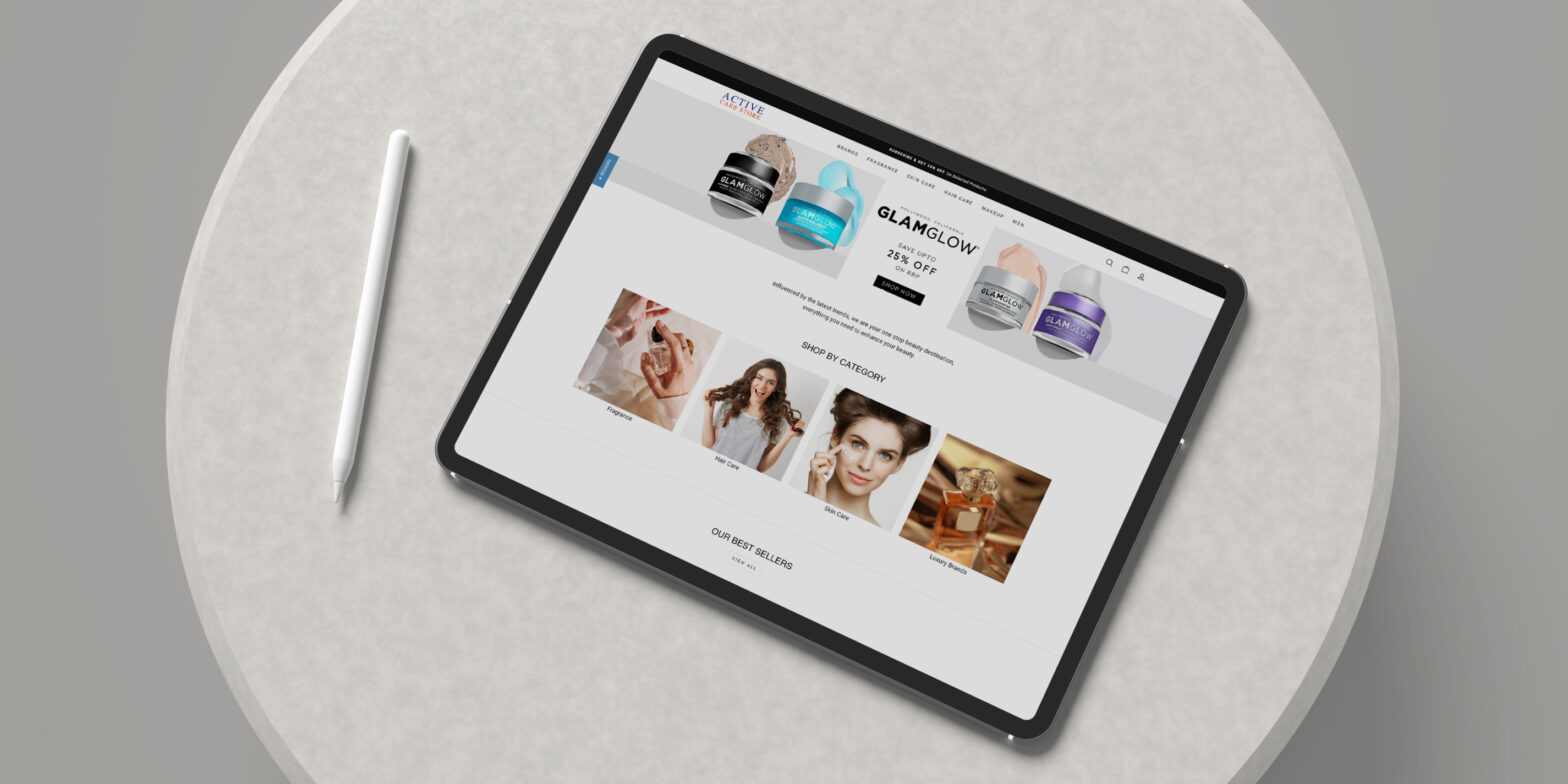 SUBSCRIBE & GET 10% OFF On Selected Products
ACTIVE
CARE STORE
BRANDS
FRAGRANCE
SKIN CARE
HAIR CARE
MAKEUP
MEN
★ REVIEWS
GLAMGLOW
GLAMGLOW
HOLLYWOOD, CALIFORNIA
GLAMGLOW
SAVE UPTO
25% OFF
ON RRP
SHOP NOW
GLAMGLOW
GLAMGLOW
Influenced by the latest trends, we are your one stop beauty destination,
everything you need to enhance your beauty.
SHOP BY CATEGORY
Fragrance
Hair Care
Skin Care
Luxury Brands
OUR BEST SELLERS
VIEW ALL